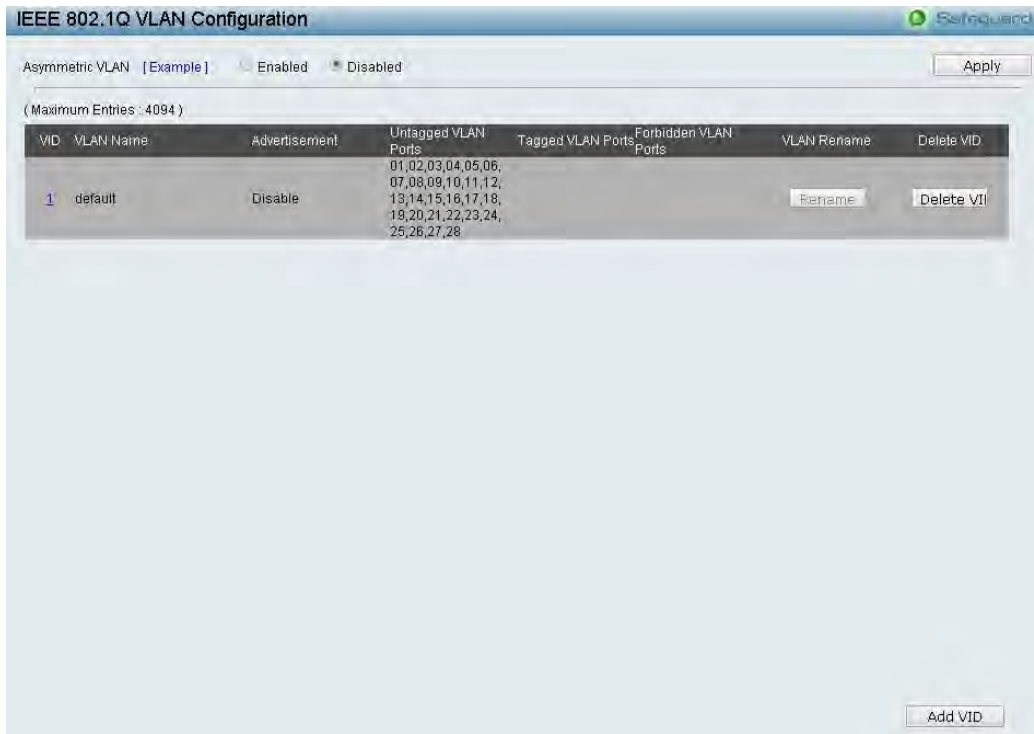 IEEE 802.1Q VLAN Configuration
Safeguard
Asymmetric VLAN [Example] Enabled Disabled
Apply
(Maximum Entries : 4094)
VID VLAN Name Advertisement Untagged VLAN Ports Tagged VLAN Ports Forbidden VLAN Ports VLAN Rename Delete VID
1 default Disable
01,02,03,04,05,06,
07,08,09,10,11,12,
13,14,15,16,17,18,
19,20,21,22,23,24,
25,26,27,28
Rename Delete VII
Add VID